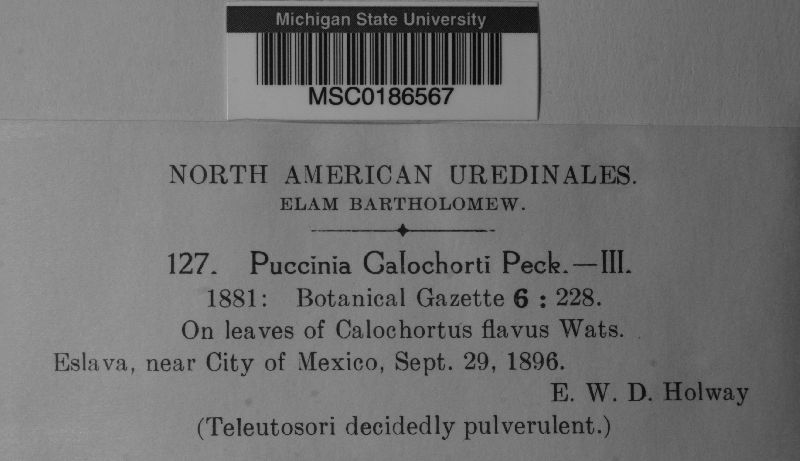 Michigan State University
MSC0186567
NORTH AMERICAN UREDINALES.
ELAM BARTHOLOMEW.
127. Puccinia Calochorti Peck.—III.
1881: Botanical Gazette 6 : 228.
On leaves of Calochortus flavus Wats.
Eslava, near City of Mexico, Sept. 29, 1896.
E. W. D. Holway
(Teleutosori decidedly pulverulent.)